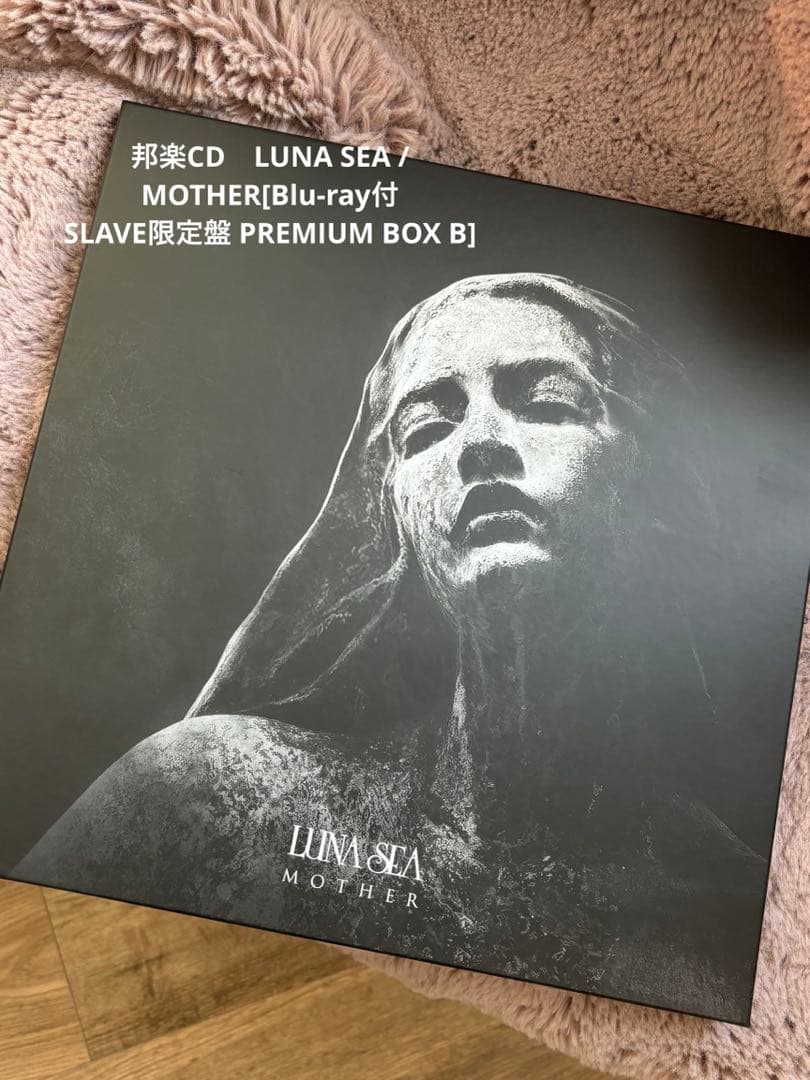 邦楽CD　LUNA SEA /
MOTHER[Blu-ray付
SLAVE限定盤 PREMIUM BOX B]
LUNA SEA
MOTHER